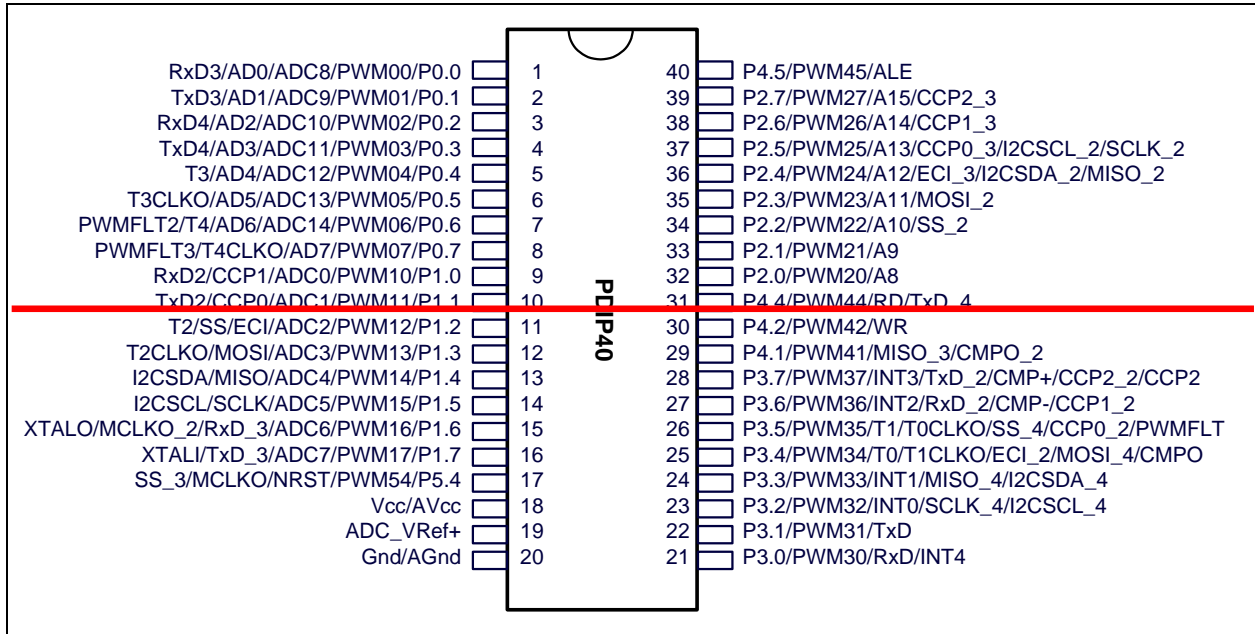 RxD3/AD0/ADC8/PWM00/P0.0 1 40 P4.5/PWM45/ALE
TxD3/AD1/ADC9/PWM01/P0.1 2 39 P2.7/PWM27/A15/CCP2_3
RxD4/AD2/ADC10/PWM02/P0.2 3 38 P2.6/PWM26/A14/CCP1_3
TxD4/AD3/ADC11/PWM03/P0.3 4 37 P2.5/PWM25/A13/CCP0_3/I2CSCL_2/SCLK_2
T3/AD4/ADC12/PWM04/P0.4 5 36 P2.4/PWM24/A12/ECI_3/I2CSDA_2/MISO_2
T3CLKO/AD5/ADC13/PWM05/P0.5 6 35 P2.3/PWM23/A11/MOSI_2
PWMFLT2/T4/AD6/ADC14/PWM06/P0.6 7 34 P2.2/PWM22/A10/SS_2
PWMFLT3/T4CLKO/AD7/PWM07/P0.7 8 33 P2.1/PWM21/A9
RxD2/CCP1/ADC0/PWM10/P1.0 9 32 P2.0/PWM20/A8
TxD2/CCP0/ADC1/PWM11/P1.1 10 31 P4.4/PWM44/RD/TxD_4
PDIP40
T2/SS/ECI/ADC2/PWM12/P1.2 11 30 P4.2/PWM42/WR
T2CLKO/MOSI/ADC3/PWM13/P1.3 12 29 P4.1/PWM41/MISO_3/CMPO_2
I2CSDA/MISO/ADC4/PWM14/P1.4 13 28 P3.7/PWM37/INT3/TxD_2/CMP+/CCP2_2/CCP2
I2CSCL/SCLK/ADC5/PWM15/P1.5 14 27 P3.6/PWM36/INT2/RxD_2/CMP-/CCP1_2
XTALO/MCLKO_2/RxD_3/ADC6/PWM16/P1.6 15 26 P3.5/PWM35/T1/T0CLKO/SS_4/CCP0_2/PWMFLT
XTALI/TxD_3/ADC7/PWM17/P1.7 16 25 P3.4/PWM34/T0/T1CLKO/ECI_2/MOSI_4/CMPO
SS_3/MCLKO/NRST/PWM54/P5.4 17 24 P3.3/PWM33/INT1/MISO_4/I2CSDA_4
Vcc/AVcc 18 23 P3.2/PWM32/INT0/SCLK_4/I2CSCL_4
ADC_VRef+ 19 22 P3.1/PWM31/TxD
Gnd/AGnd 20 21 P3.0/PWM30/RxD/INT4